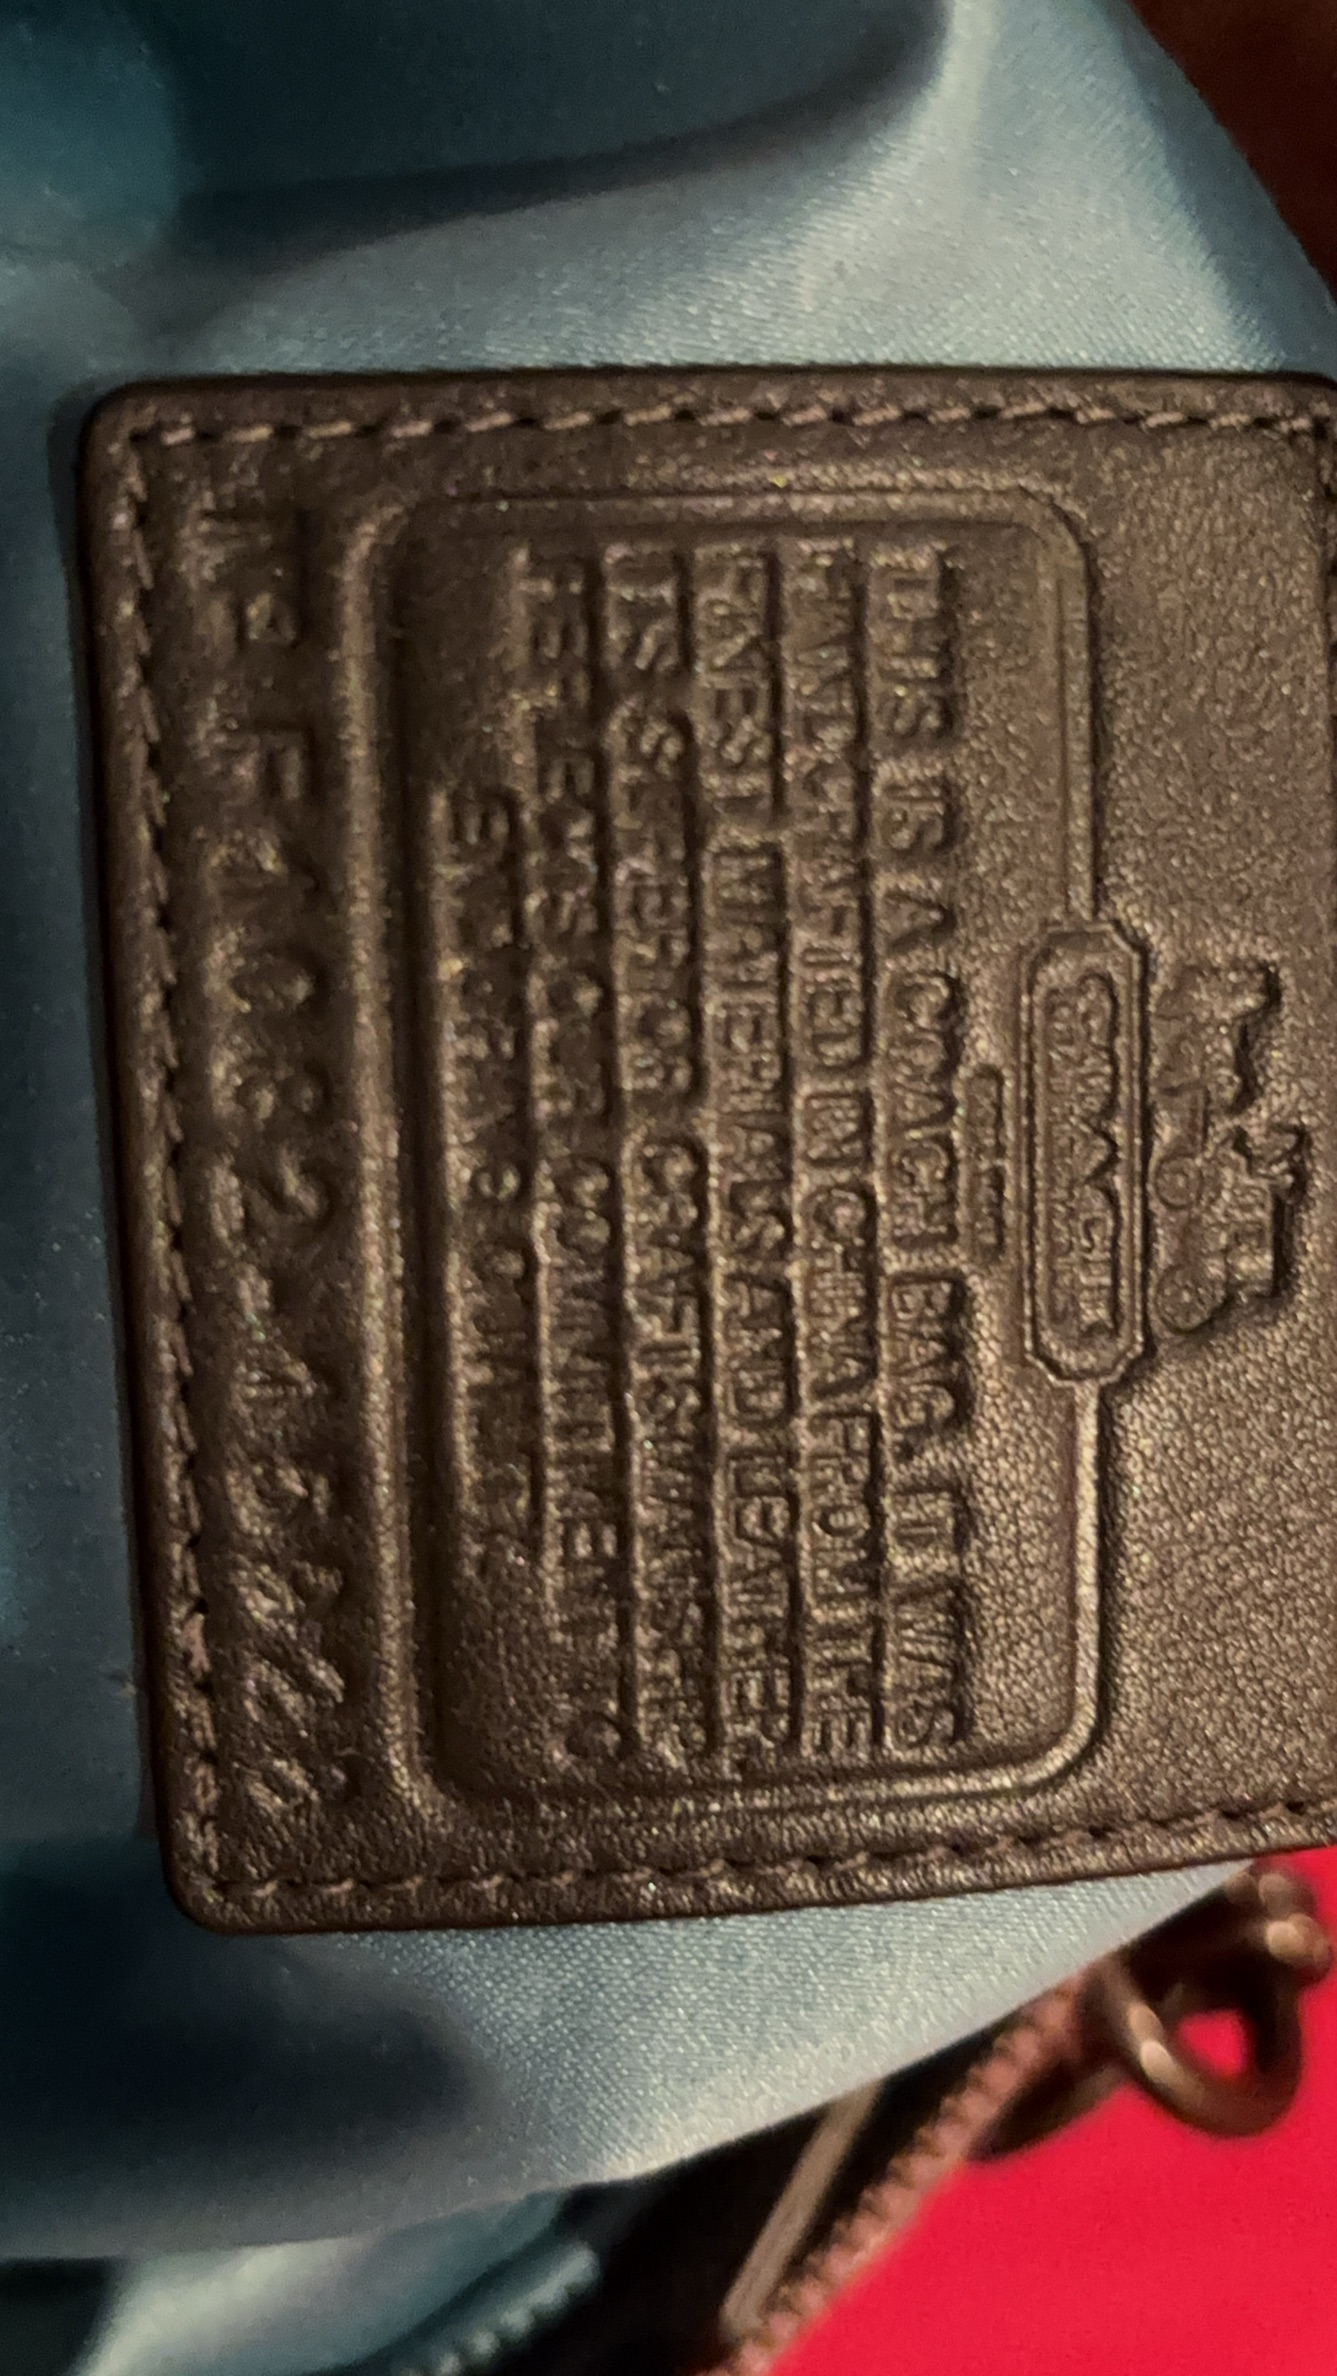 COACH
THIS IS A COACH BAG. IT WAS
HANDCRAFTED IN CHINA FROM THE
FINEST MATERIALS AND LEATHER.
ITS SUPERIOR CRAFTSMANSHIP
REFLECTS OUR COMMITMENT TO